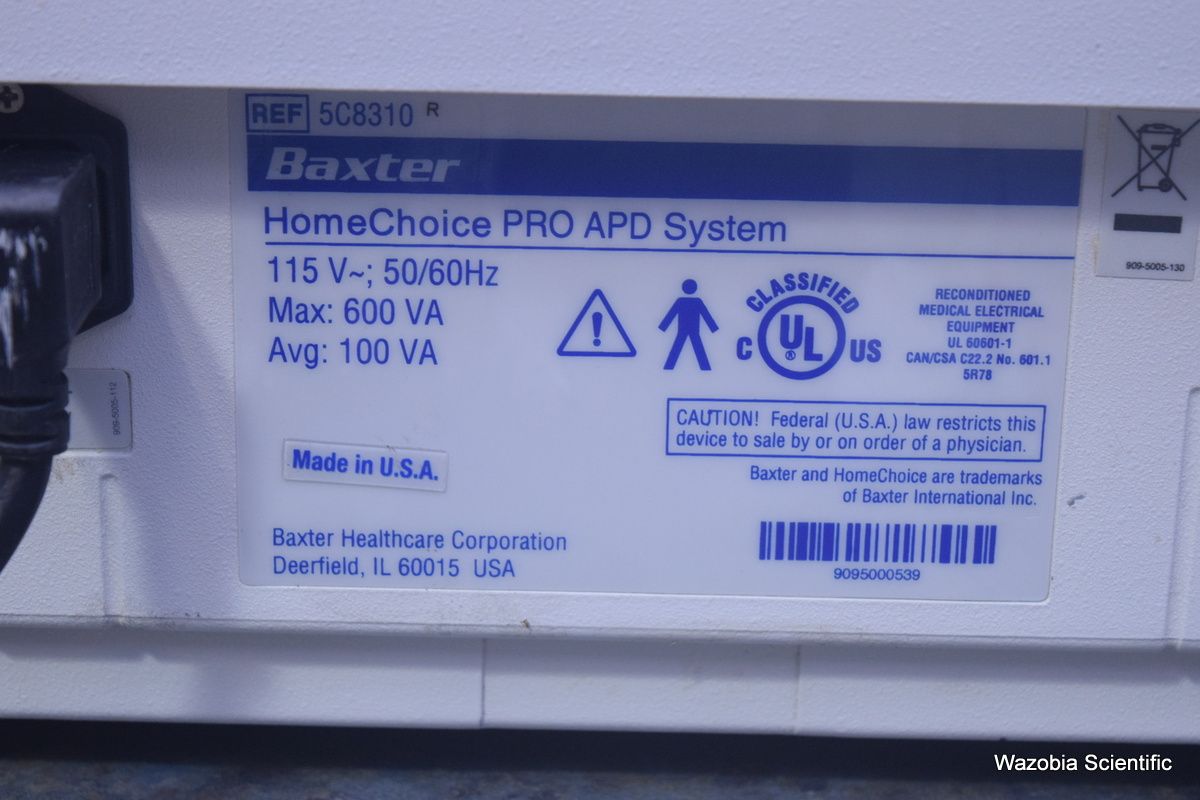 REF 5C8310 R
Baxter
HomeChoice PRO APD System
115 V~; 50/60Hz
Max: 600 VA
Avg: 100 VA
!
CLASSIFIED
C UL® US
RECONDITIONED
MEDICAL ELECTRICAL
EQUIPMENT
UL 60601-1
CAN/CSA C22.2 No. 601.1
5R78
CAUTION! Federal (U.S.A.) law restricts this
device to sale by or on order of a physician.
Made in U.S.A.
Baxter and HomeChoice are trademarks
of Baxter International Inc.
Baxter Healthcare Corporation
Deerfield, IL 60015 USA
9095000539
909-5005-130
909-5005-112
Wazobia Scientific